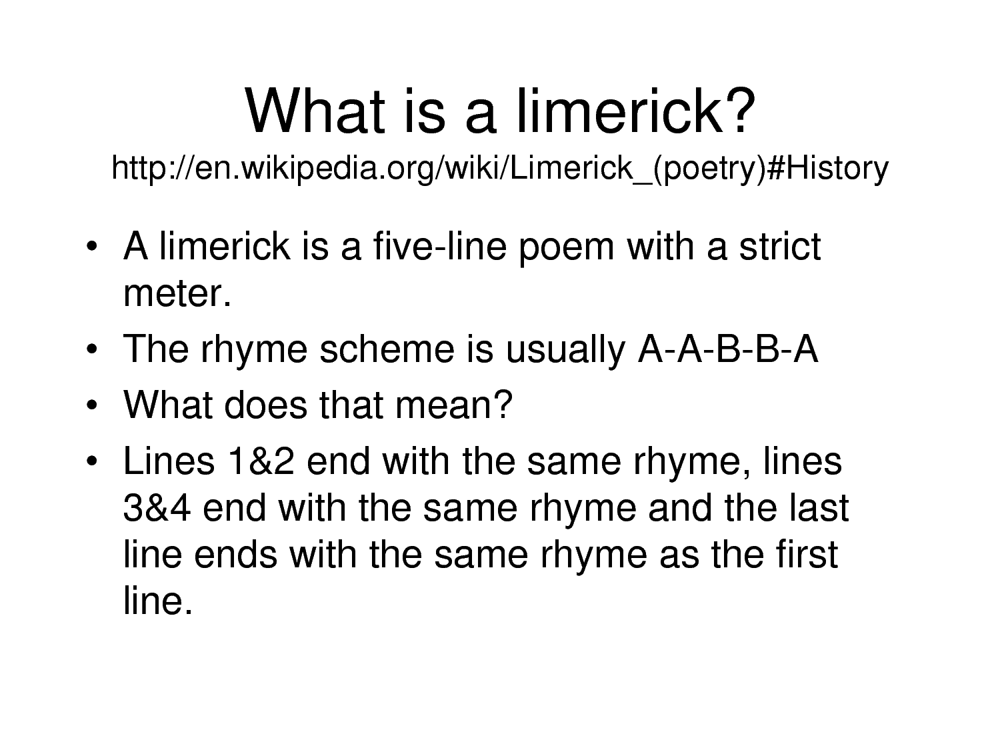 What is a limerick?
http://en.wikipedia.org/wiki/Limerick_(poetry)#History
• A limerick is a five-line poem with a strict
meter.
• The rhyme scheme is usually A-A-B-B-A
• What does that mean?
• Lines 1&2 end with the same rhyme, lines
3&4 end with the same rhyme and the last
line ends with the same rhyme as the first
line.